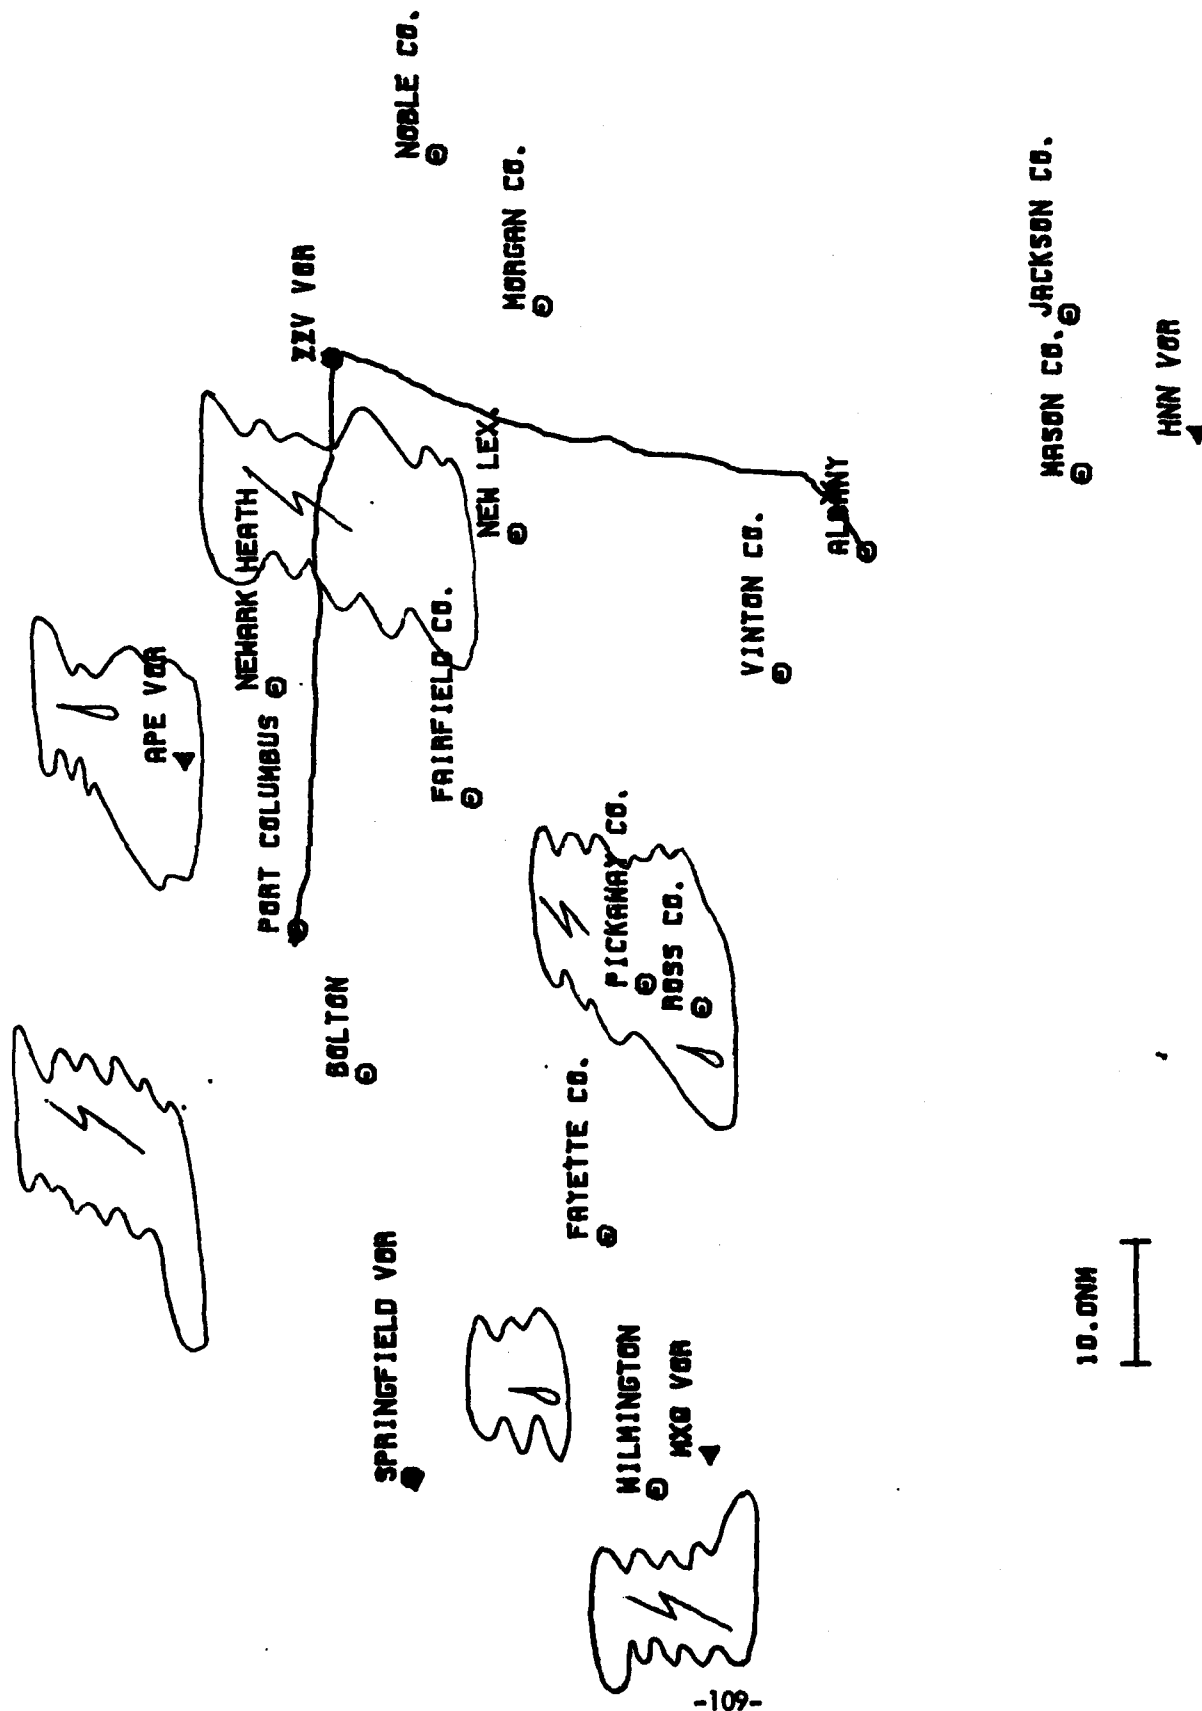 NOBLE CO.
MORGAN CO.
ZZV VOR
JACKSON CO.
MASON CO.
HNN VOR
NEW LEX.
NEWARK HEATH
ALBANY
VINTON CO.
APE VOR
FAIRFIELD CO.
PORT COLUMBUS
PICKAWAY CO.
ROSS CO.
BOLTON
FAYETTE CO.
SPRINGFIELD VOR
WILMINGTON
MXQ VOR
10.0NM
-109-